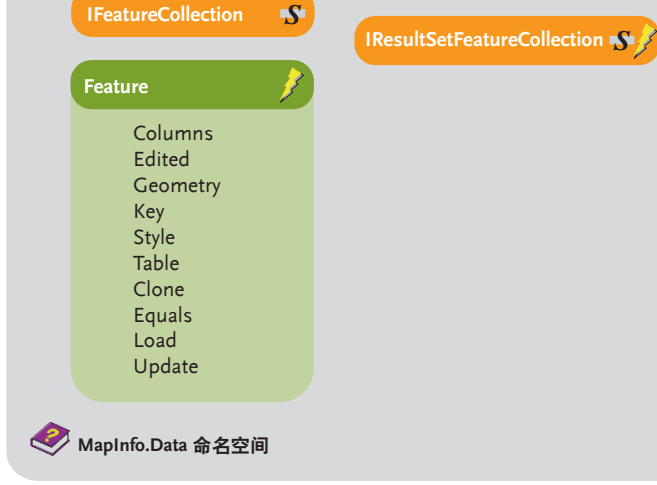 IFeatureCollection S
IResultSetFeatureCollection S
Feature
Columns
Edited
Geometry
Key
Style
Table
Clone
Equals
Load
Update
? MapInfo.Data 命名空间